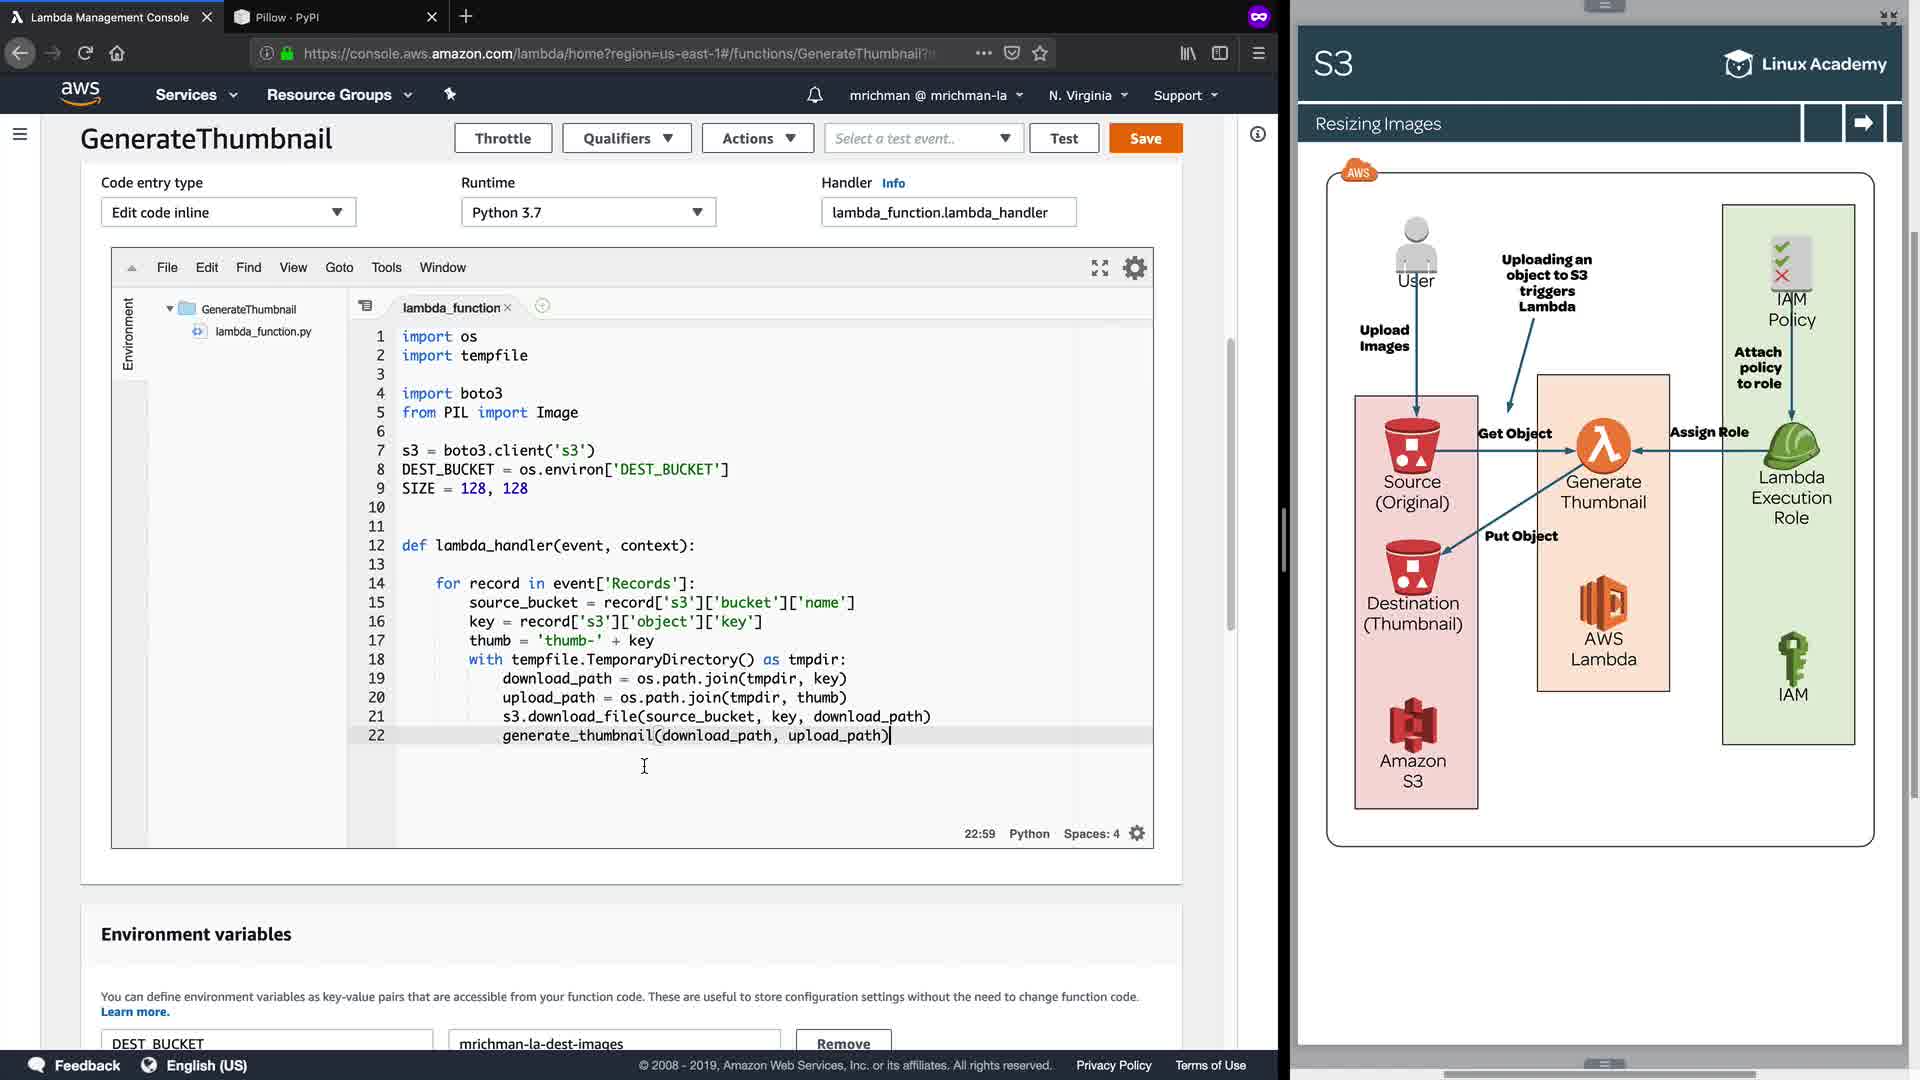 Lambda Management Console
Pillow · PyPI
https://console.aws.amazon.com/lambda/home?region=us-east-1#/functions/GenerateThumbnail?
aws
Services
Resource Groups
mrichman @ mrichman-la
N. Virginia
Support
GenerateThumbnail
Throttle
Qualifiers
Actions
Select a test event..
Test
Save
Code entry type
Edit code inline
Runtime
Python 3.7
Handler Info
lambda_function.lambda_handler
File Edit Find View Goto Tools Window
Environment
GenerateThumbnail
lambda_function.py
lambda_function
1 import os
2 import tempfile
3
4 import boto3
5 from PIL import Image
6
7 s3 = boto3.client('s3')
8 DEST_BUCKET = os.environ['DEST_BUCKET']
9 SIZE = 128, 128
10
11
12 def lambda_handler(event, context):
13
14 for record in event['Records']:
15 source_bucket = record['s3']['bucket']['name']
16 key = record['s3']['object']['key']
17 thumb = 'thumb-' + key
18 with tempfile.TemporaryDirectory() as tmpdir:
19 download_path = os.path.join(tmpdir, key)
20 upload_path = os.path.join(tmpdir, thumb)
21 s3.download_file(source_bucket, key, download_path)
22 generate_thumbnail(download_path, upload_path)
22:59 Python Spaces: 4
Environment variables
You can define environment variables as key-value pairs that are accessible from your function code. These are useful to store configuration settings without the need to change function code.
Learn more.
DEST_BUCKET
mrichman-la-dest-images
Remove
Feedback
English (US)
© 2008 - 2019, Amazon Web Services, Inc. or its affiliates. All rights reserved.
Privacy Policy
Terms of Use
S3
Linux Academy
Resizing Images
AWS
User
Uploading an
object to S3
triggers
Lambda
IAM
Policy
Upload
Images
Attach
policy
to role
Get Object
Assign Role
Source
(Original)
Generate
Thumbnail
Lambda
Execution
Role
Put Object
Destination
(Thumbnail)
AWS
Lambda
IAM
Amazon
S3